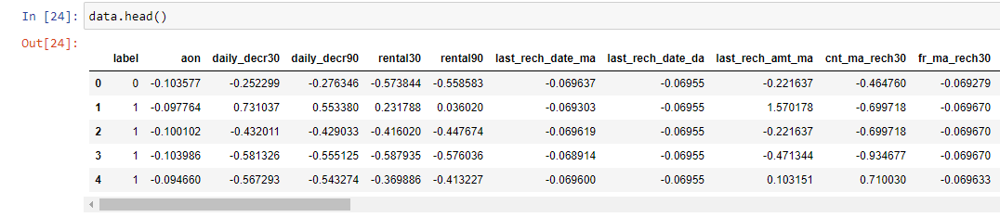 In [24]: data.head()
Out[24]:
label aon daily_decr30 daily_decr90 rental30 rental90 last_rech_date_ma last_rech_date_da last_rech_amt_ma cnt_ma_rech30 fr_ma_rech30
0 0 -0.103577 -0.252299 -0.276346 -0.573844 -0.558583 -0.069637 -0.06955 -0.221637 -0.464760 -0.069279
1 1 -0.097764 0.731037 0.553380 0.231788 0.036020 -0.069303 -0.06955 1.570178 -0.699718 -0.069670
2 1 -0.100102 -0.432011 -0.429033 -0.416020 -0.447674 -0.069619 -0.06955 -0.221637 -0.699718 -0.069670
3 1 -0.103986 -0.581326 -0.555125 -0.587935 -0.576036 -0.068914 -0.06955 -0.471344 -0.934677 -0.069670
4 1 -0.094660 -0.567293 -0.543274 -0.369886 -0.413227 -0.069600 -0.06955 0.103151 0.710030 -0.069633